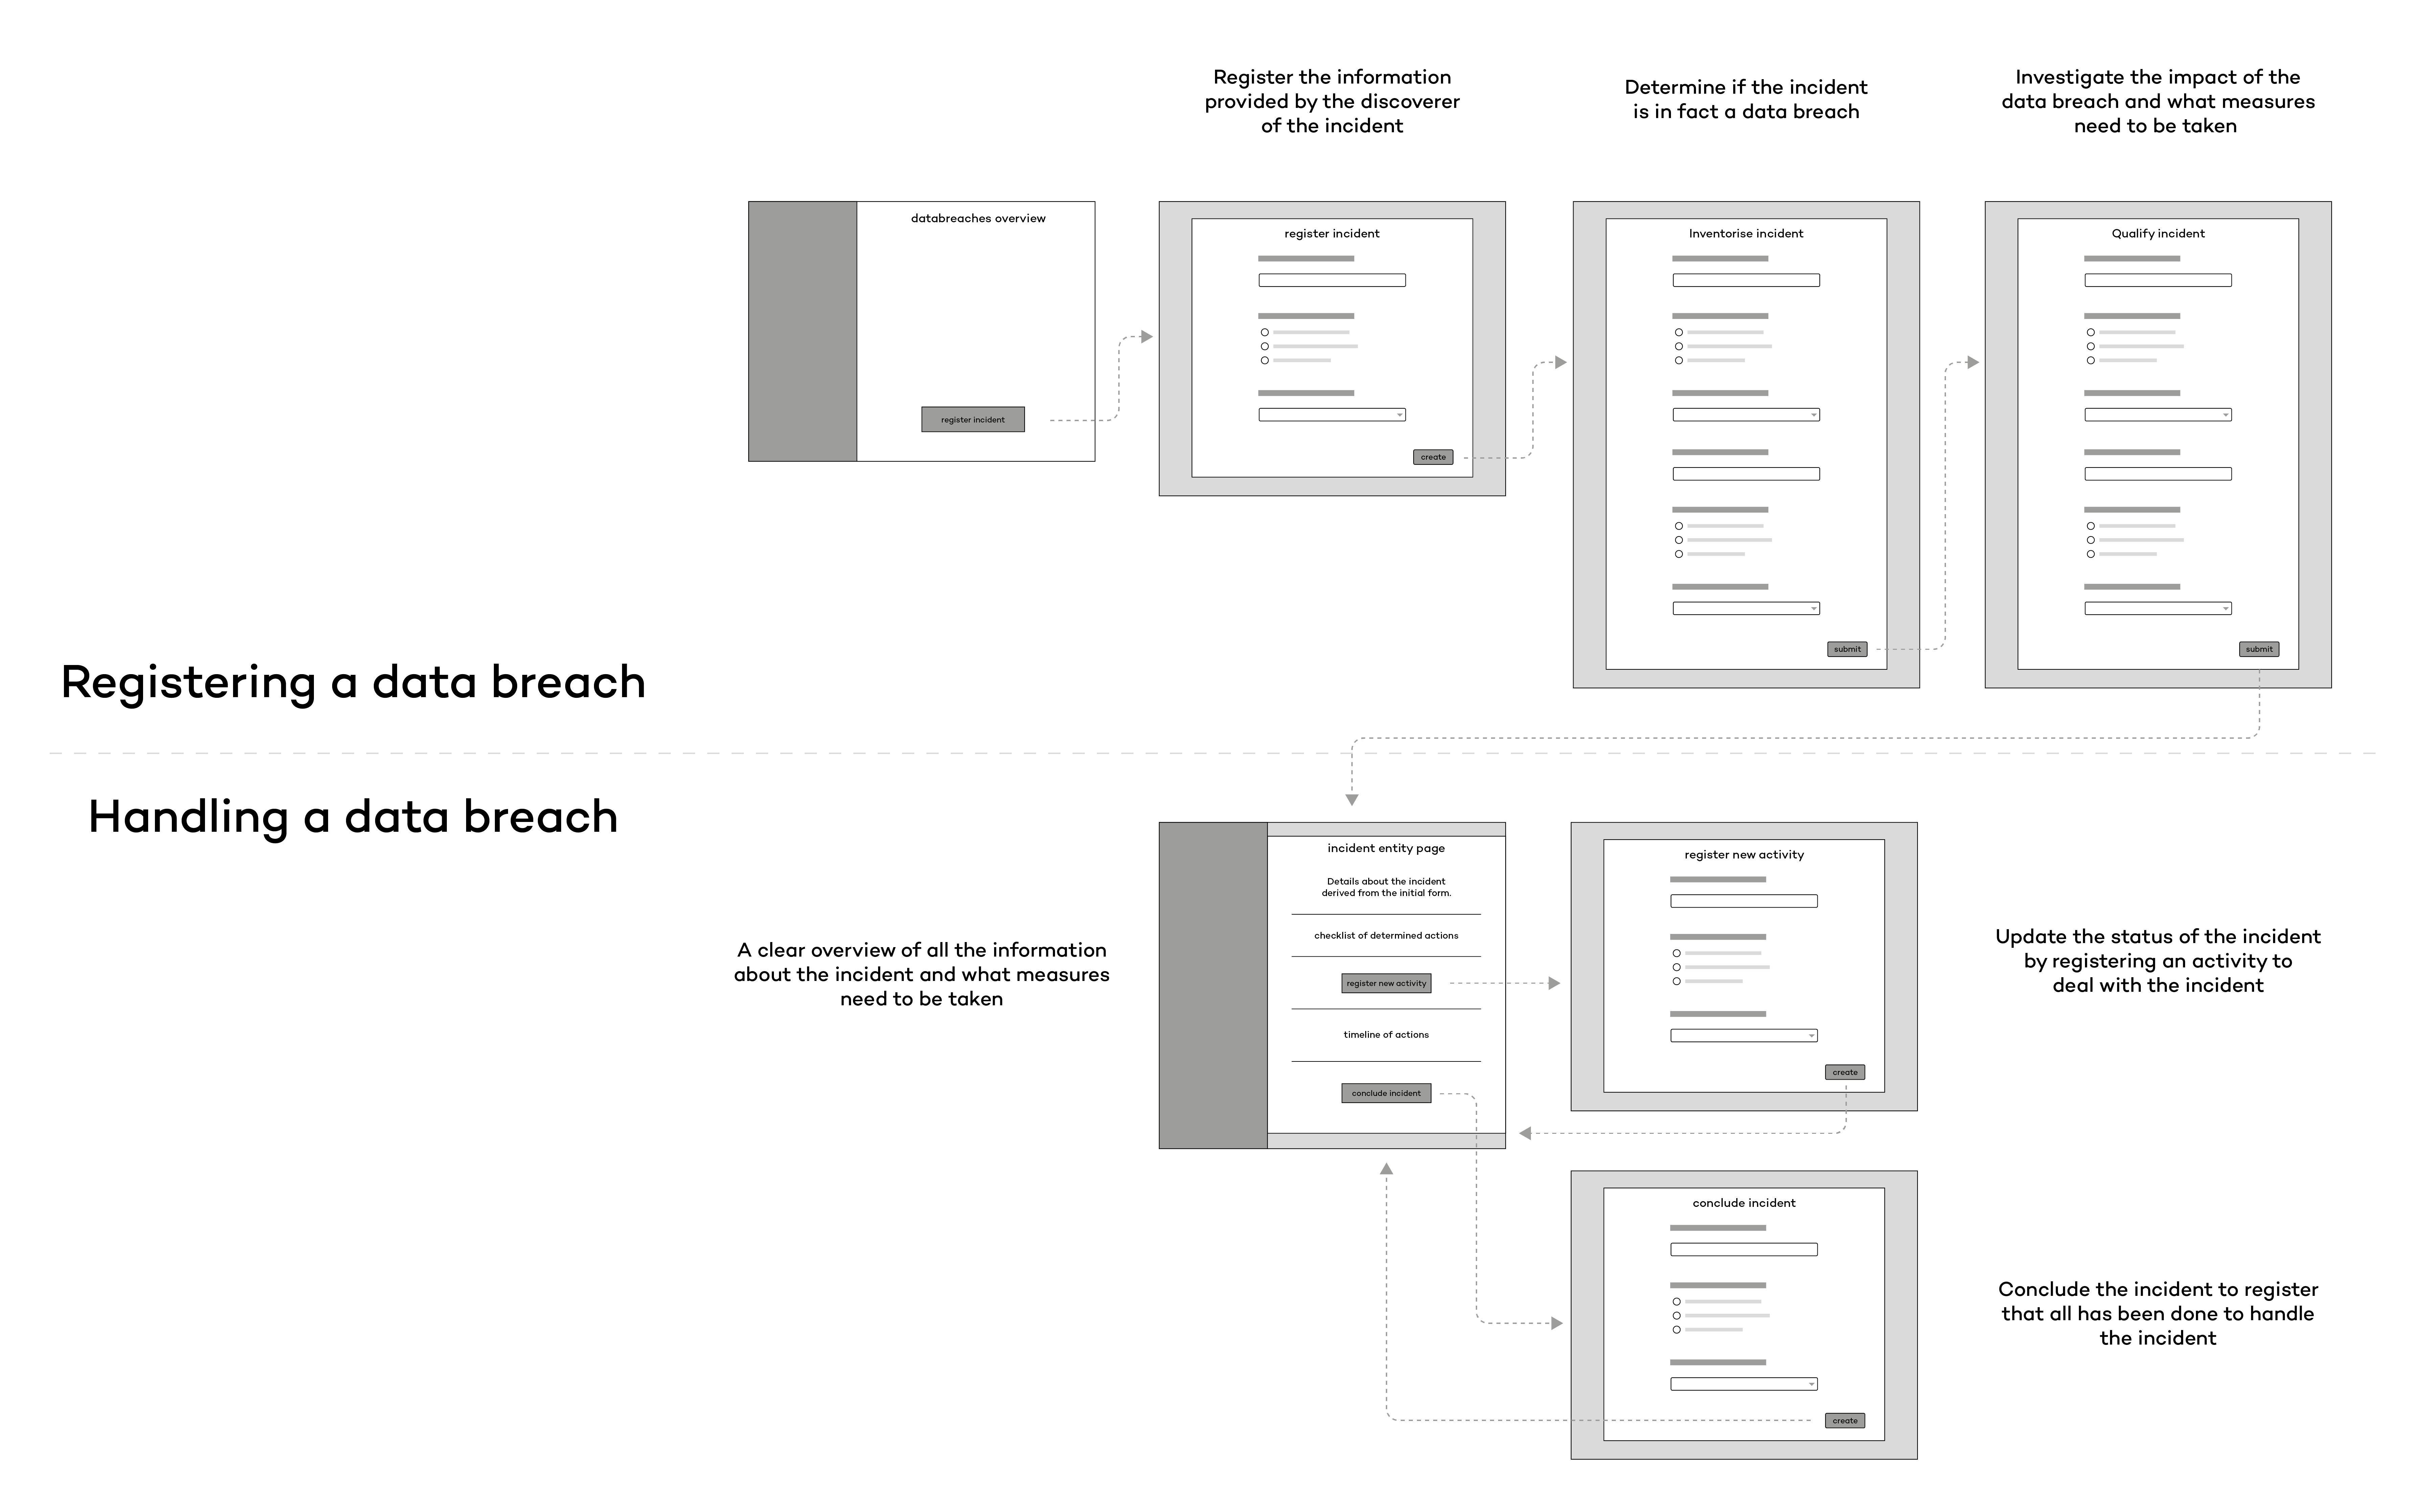 Register the information
provided by the discoverer
of the incident
Determine if the incident
is in fact a data breach
Investigate the impact of the
data breach and what measures
need to be taken
databreaches overview
register incident
register incident
create
Inventorise incident
submit
Qualify incident
submit
Registering a data breach
Handling a data breach
A clear overview of all the information
about the incident and what measures
need to be taken
incident entity page
Details about the incident
derived from the initial form.
checklist of determined actions
register new activity
timeline of actions
conclude incident
register new activity
create
Update the status of the incident
by registering an activity to
deal with the incident
conclude incident
create
Conclude the incident to register
that all has been done to handle
the incident